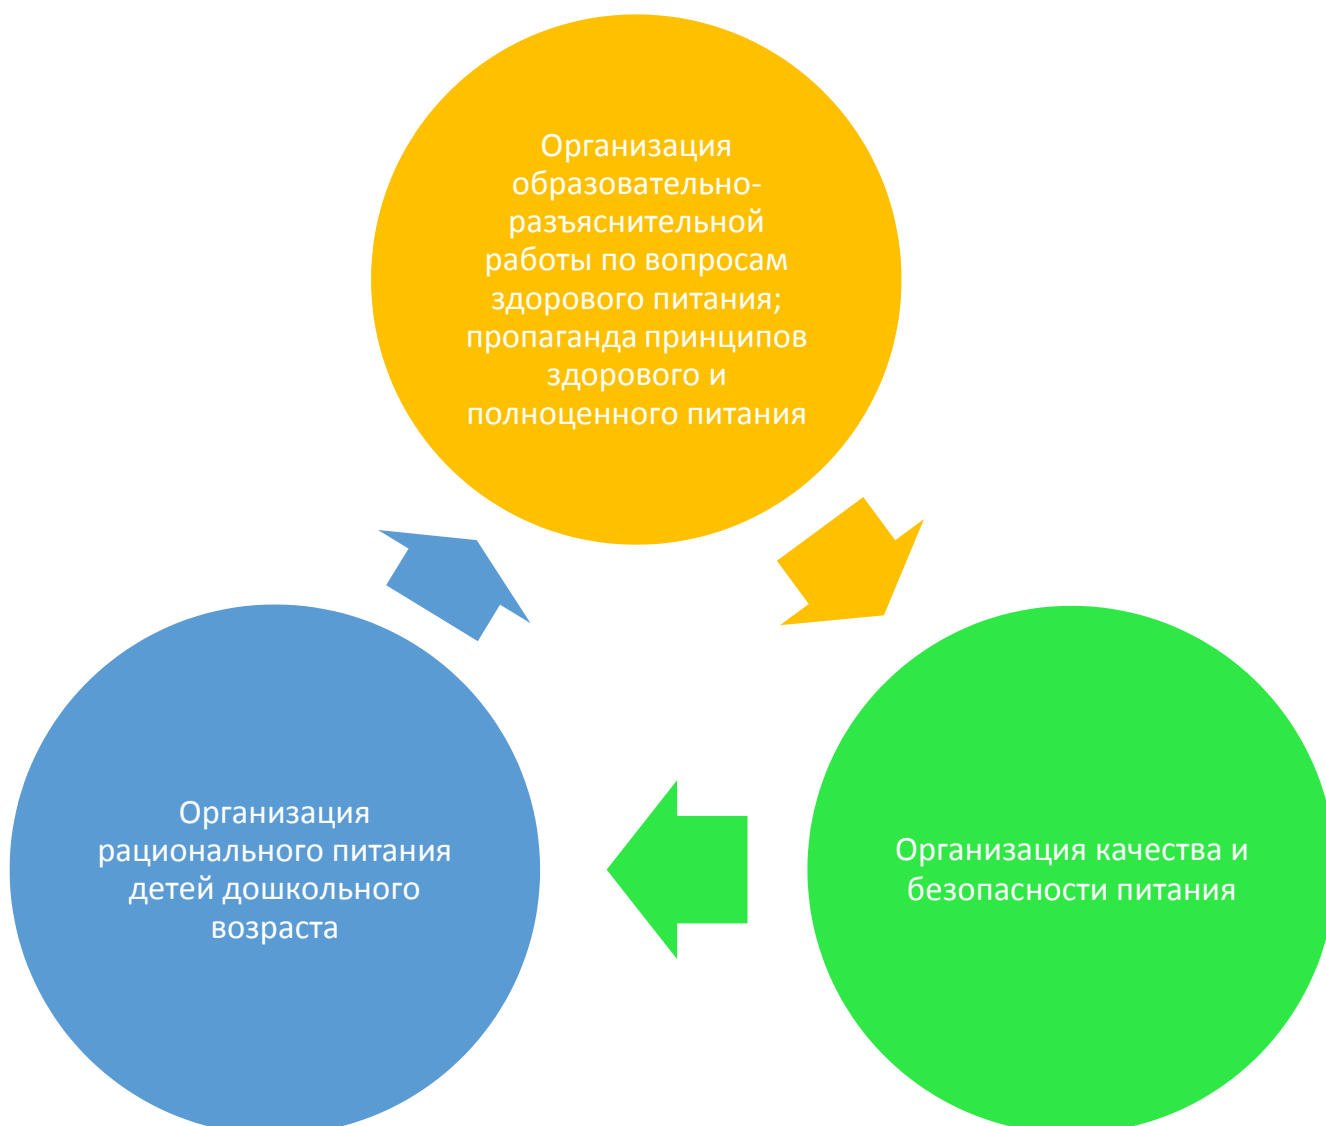 Организация
образовательно-
разъяснительной
работы по вопросам
здорового питания;
пропаганда принципов
здорового и
полноценного питания
Организация качества и
безопасности питания
Организация
рационального питания
детей дошкольного
возраста